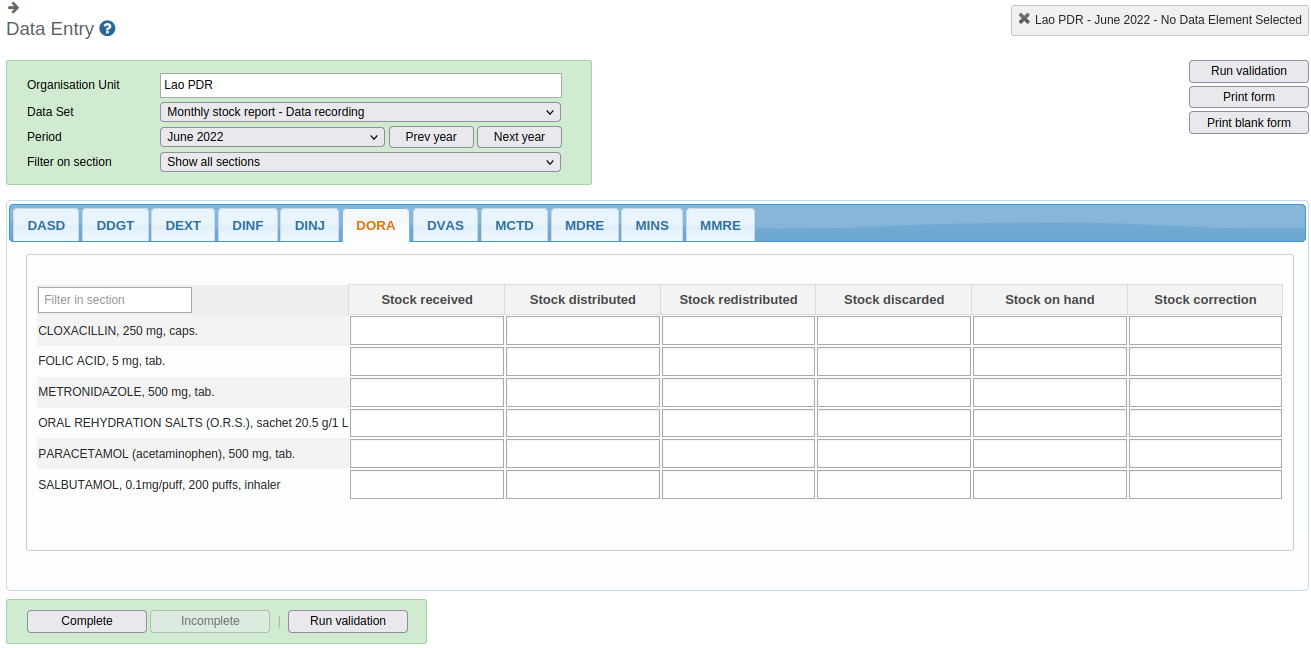 Data Entry ?
Lao PDR - June 2022 - No Data Element Selected
Organisation Unit Lao PDR
Data Set Monthly stock report - Data recording
Period June 2022 Prev year Next year
Filter on section Show all sections
Run validation
Print form
Print blank form
DASD DDGT DEXT DINF DINJ DORA DVAS MCTD MDRE MINS MMRE
Filter in section Stock received Stock distributed Stock redistributed Stock discarded Stock on hand Stock correction
CLOXACILLIN, 250 mg, caps.
FOLIC ACID, 5 mg, tab.
METRONIDAZOLE, 500 mg, tab.
ORAL REHYDRATION SALTS (O.R.S.), sachet 20.5 g/1 L
PARACETAMOL (acetaminophen), 500 mg, tab.
SALBUTAMOL, 0.1mg/puff, 200 puffs, inhaler
Complete Incomplete | Run validation